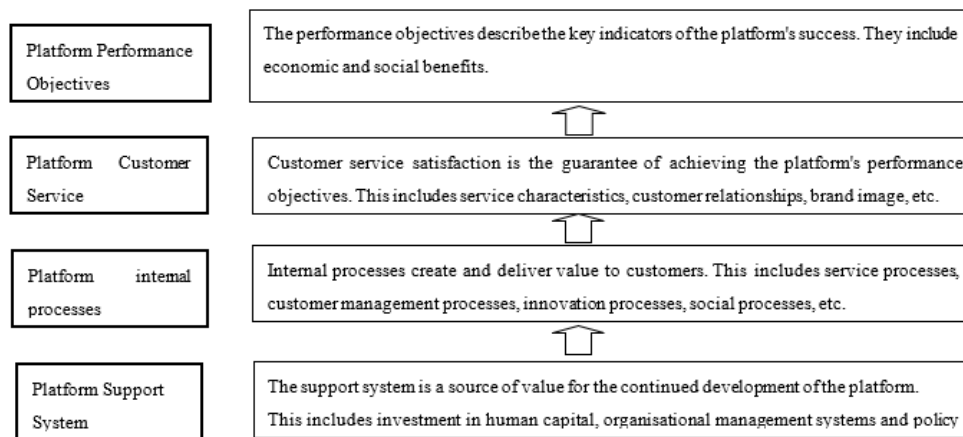 Platform Performance
Objectives
The performance objectives describe the key indicators of the platform's success. They include
economic and social benefits.
Platform Customer
Service
Customer service satisfaction is the guarantee of achieving the platform's performance
objectives. This includes service characteristics, customer relationships, brand image, etc.
Platform internal
processes
Internal processes create and deliver value to customers. This includes service processes,
customer management processes, innovation processes, social processes, etc.
Platform Support
System
The support system is a source of value for the continued development of the platform.
This includes investment in human capital, organisational management systems and policy